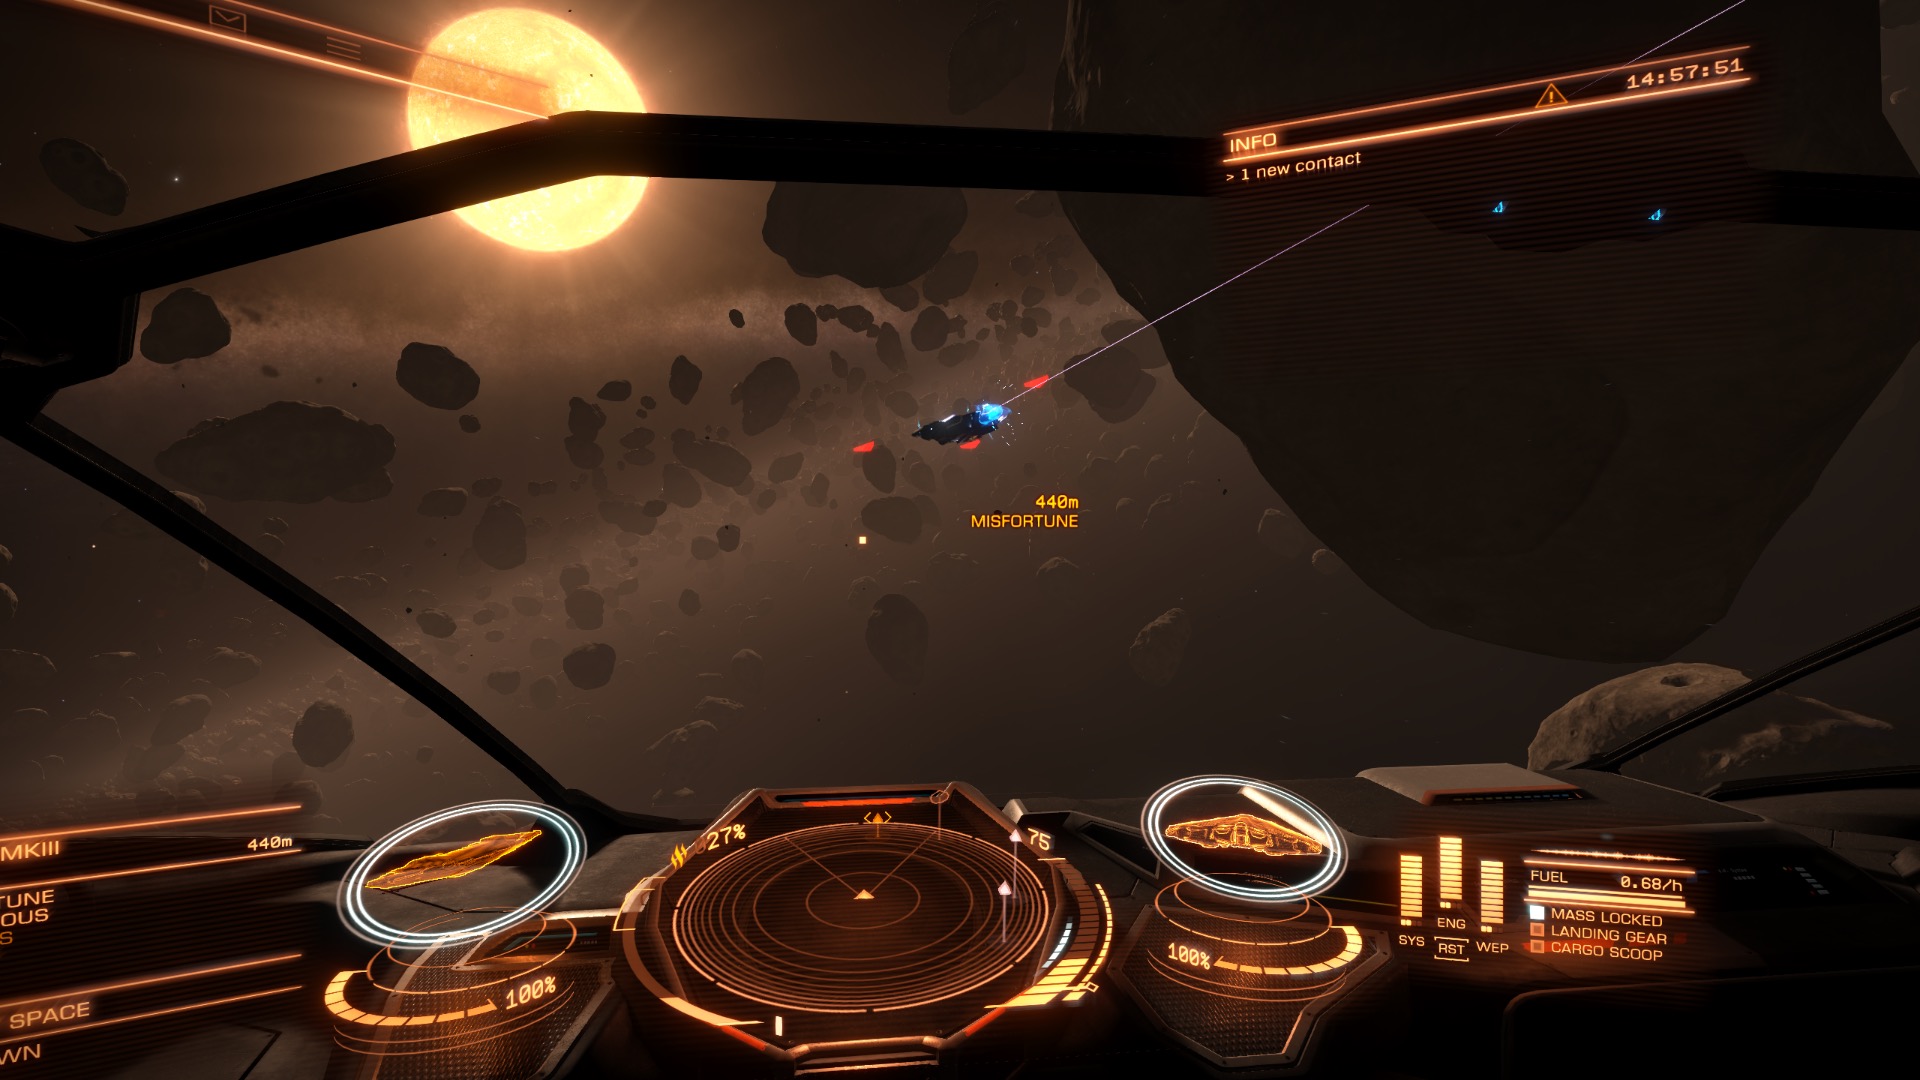 14:57:51
INFO
> 1 new contact
440m
MISFORTUNE
MKIII
440m
TUNE
OUS
S
SPACE
WN
100%
27%
75
100%
SYS
ENG
RST
WEP
FUEL 0.68/h
MASS LOCKED
LANDING GEAR
CARGO SCOOP